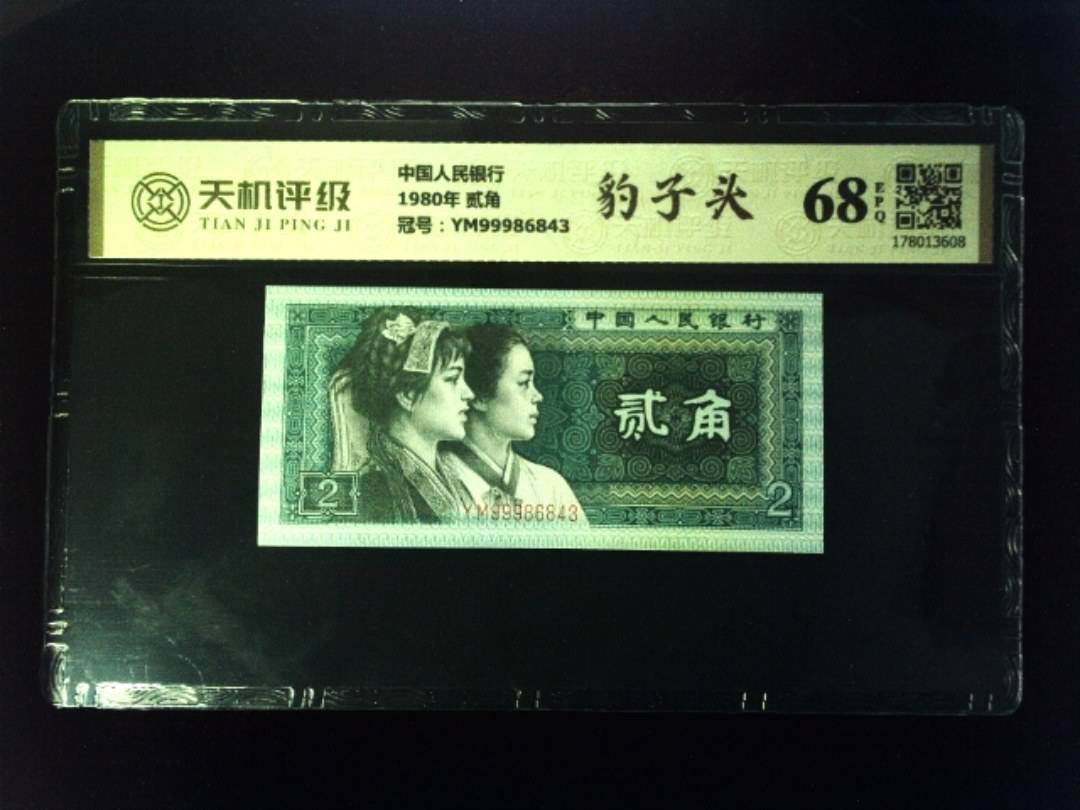 天机评级
TIAN JI PING JI
中国人民银行
1980年 贰角
冠号：YM99986843
豹子头
68
EPQ
178013608
中国人民银行
贰角
2
YM99986843
2